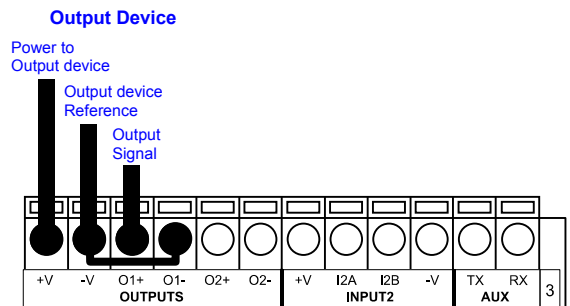 Output Device
Power to
Output device
Output device
Reference
Output
Signal
+V -V O1+ O1- O2+ O2- +V I2A I2B -V TX RX
OUTPUTS INPUT2 AUX 3